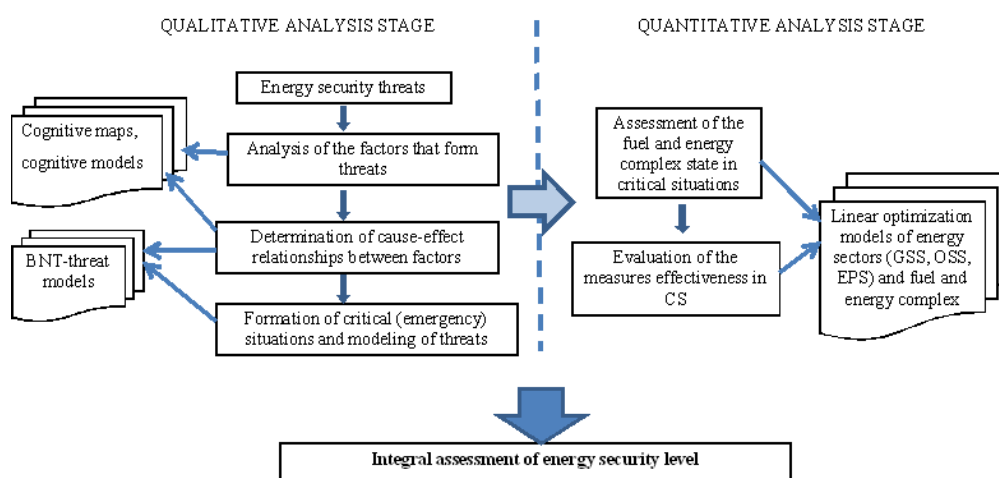 QUALITATIVE ANALYSIS STAGE
QUANTITATIVE ANALYSIS STAGE
Energy security threats
Cognitive maps,
cognitive models
Analysis of the factors that form
threats
Determination of cause-effect
relationships between factors
BNT-threat
models
Formation of critical (emergency)
situations and modeling of threats
Assessment of the
fuel and energy
complex state in
critical situations
Evaluation of the
measures effectiveness in
CS
Linear optimization
models of energy
sectors (GSS, OSS,
EPS) and fuel and
energy complex
Integral assessment of energy security level